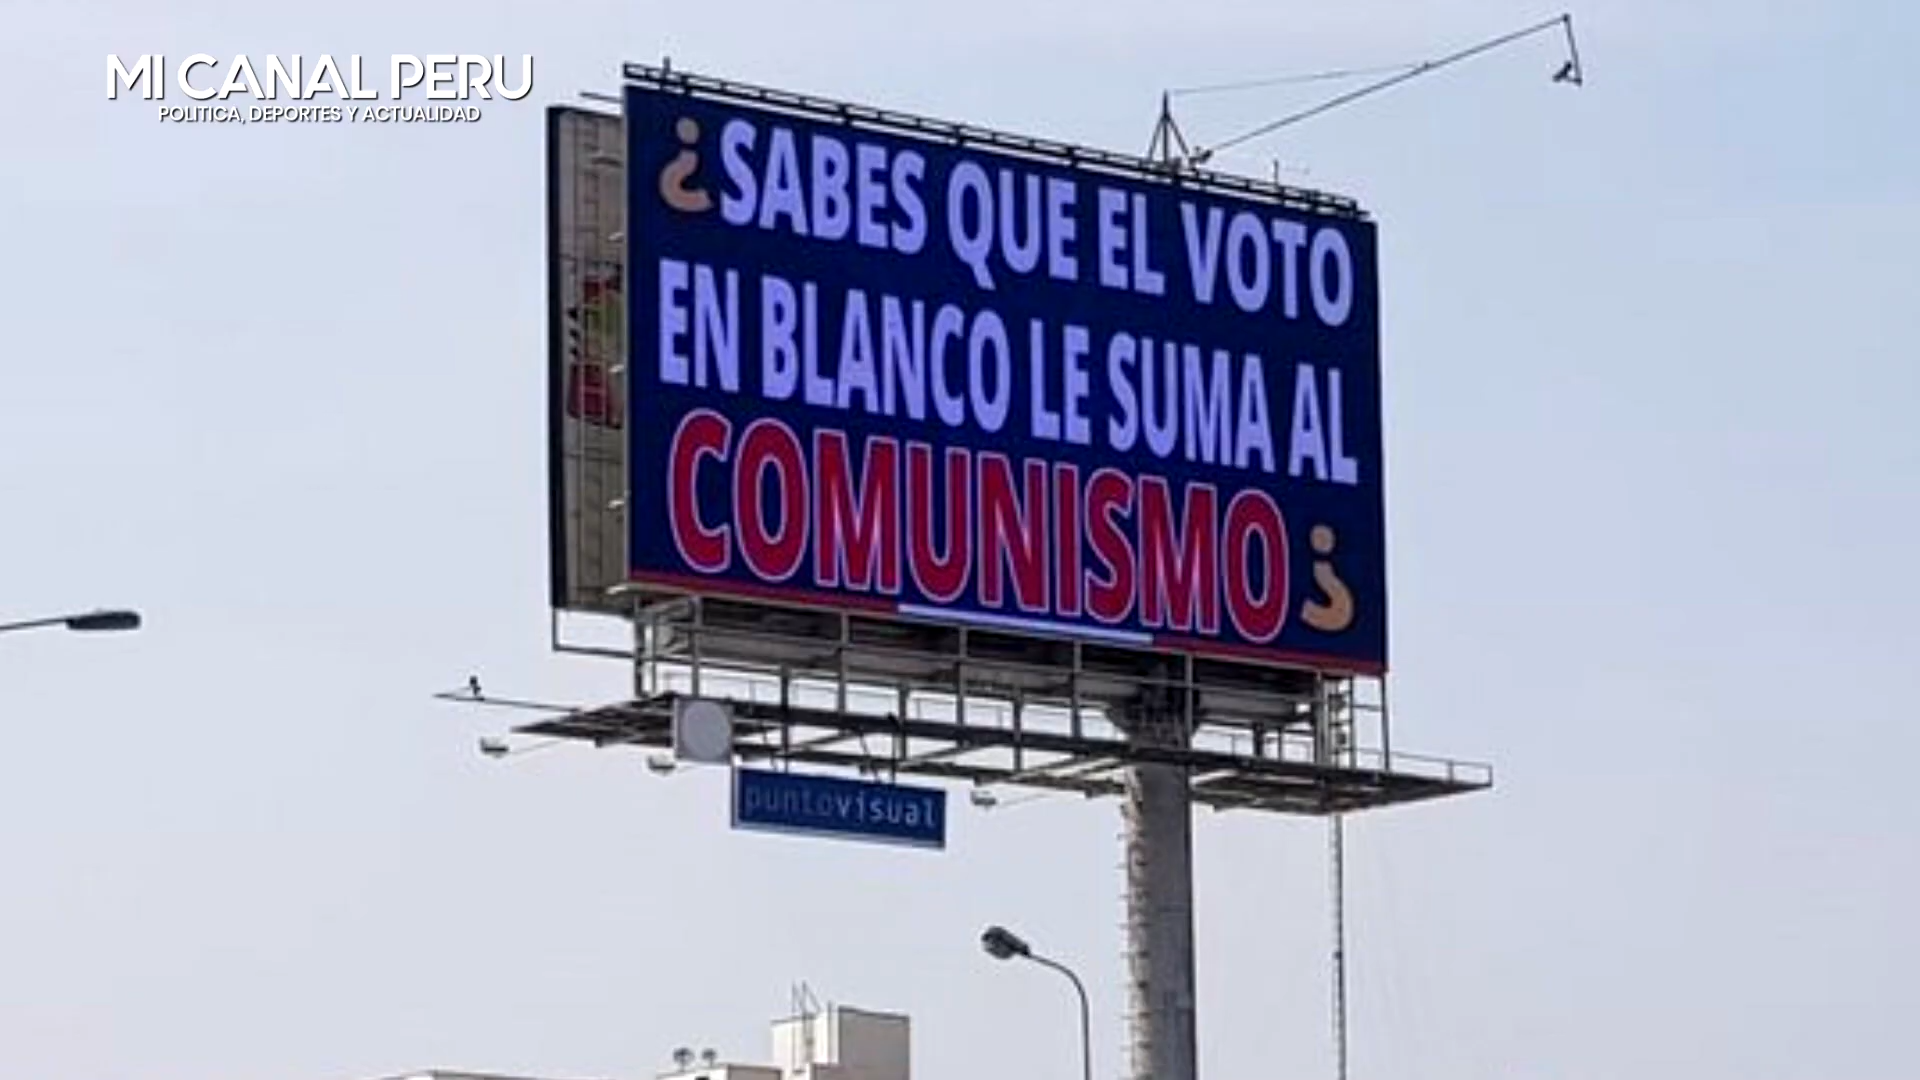 MI CANAL PERU
POLITICA, DEPORTES Y ACTUALIDAD
¿SABES QUE EL VOTO
EN BLANCO LE SUMA AL
COMUNISMO¿
puntovisual